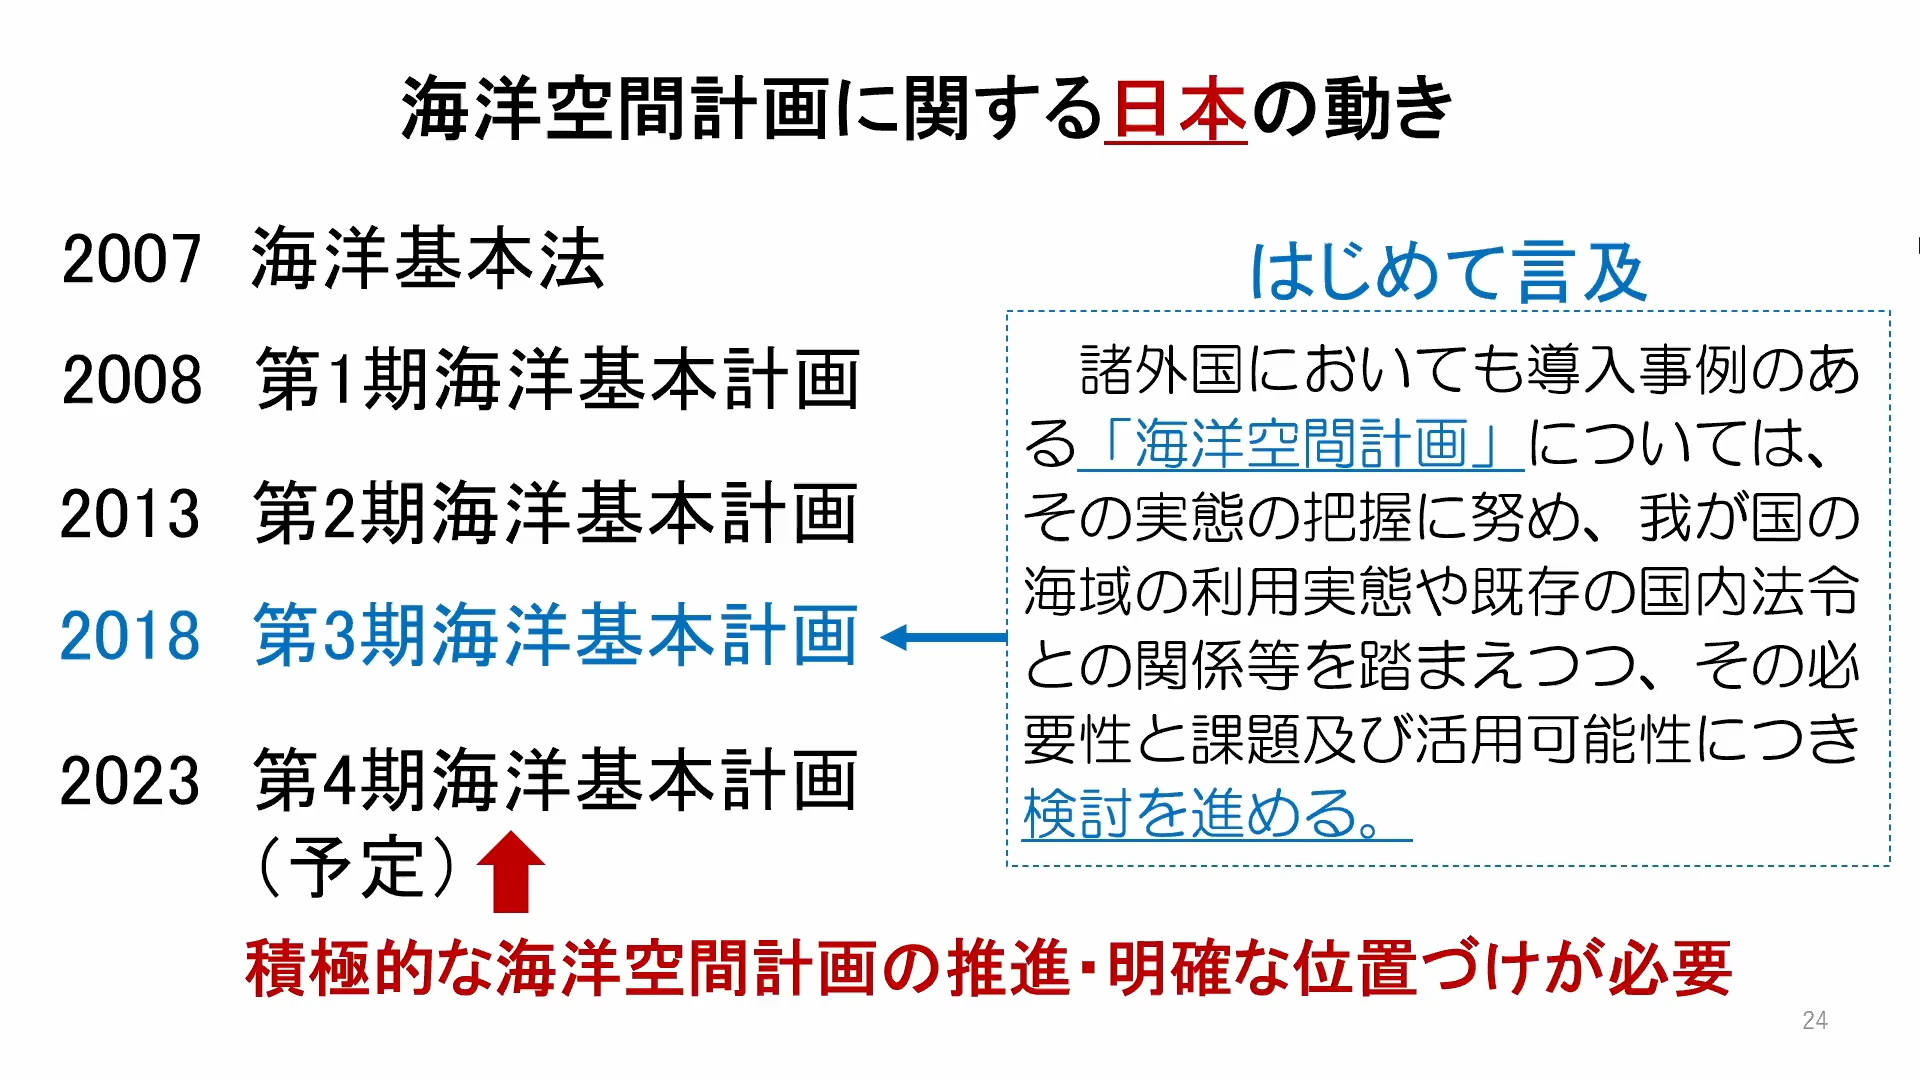 海洋空間計画に関する日本の動き
2007 海洋基本法
2008 第1期海洋基本計画
2013 第2期海洋基本計画
2018 第3期海洋基本計画
2023 第4期海洋基本計画
（予定）
はじめて言及
諸外国においても導入事例のあ
る「海洋空間計画」については、
その実態の把握に努め、我が国の
海域の利用実態や既存の国内法令
との関係等を踏まえつつ、その必
要性と課題及び活用可能性につき
検討を進める。
積極的な海洋空間計画の推進・明確な位置づけが必要
24